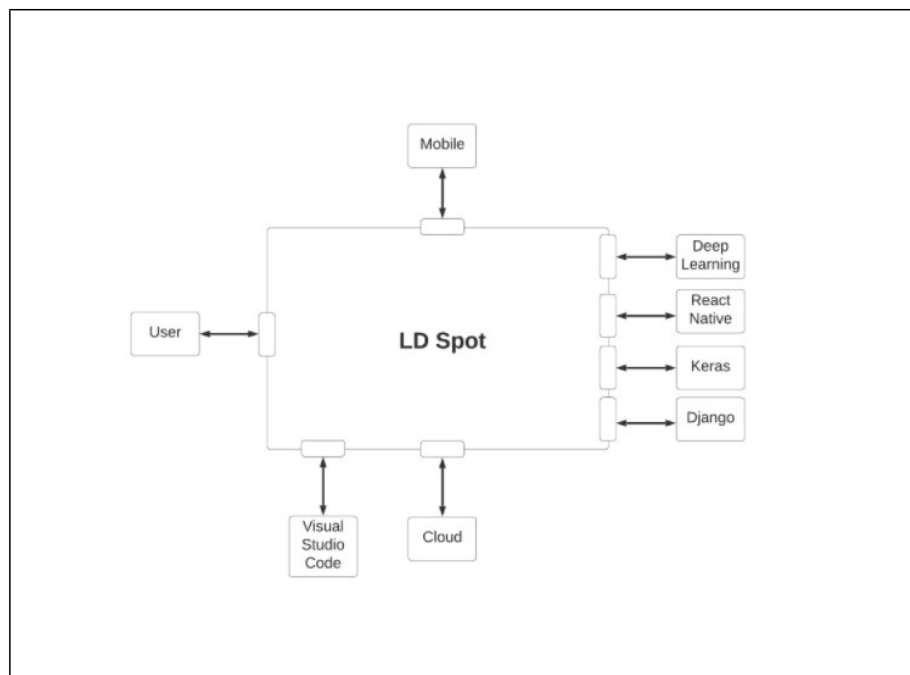 Mobile
Deep
Learning
React
Native
User
LD Spot
Keras
Django
Visual
Studio
Code
Cloud